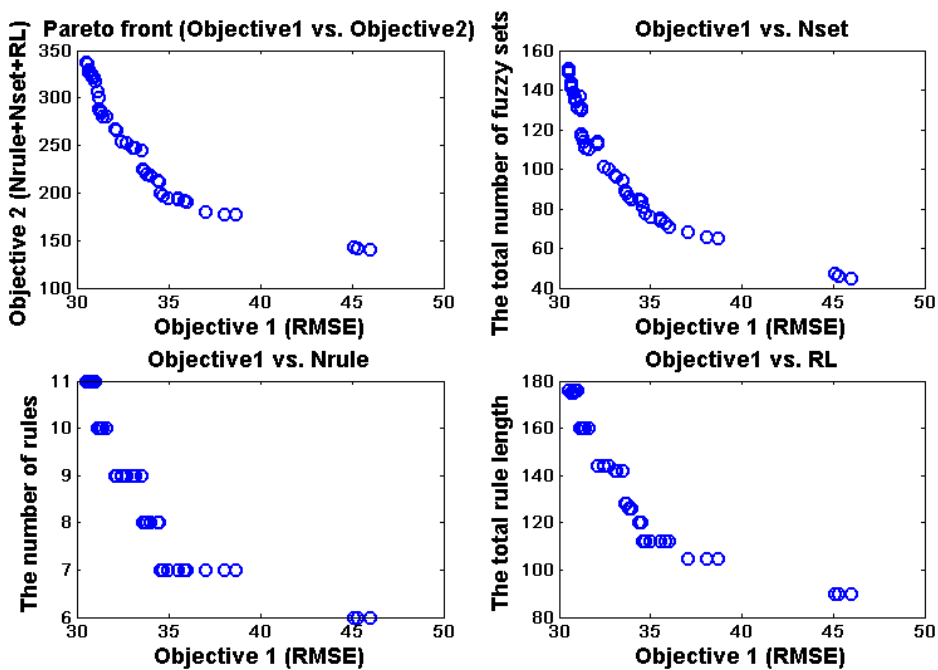 Pareto front (Objective1 vs. Objective2)
Objective 2 (Nrule+Nset+RL)
350
300
250
200
150
100
30 35 40 45 50
Objective 1 (RMSE)
Objective1 vs. Nset
The total number of fuzzy sets
160
140
120
100
80
60
40
30 35 40 45 50
Objective 1 (RMSE)
Objective1 vs. Nrule
The number of rules
11
10
9
8
7
6
30 35 40 45 50
Objective 1 (RMSE)
Objective1 vs. RL
The total rule length
180
160
140
120
100
80
30 35 40 45 50
Objective 1 (RMSE)